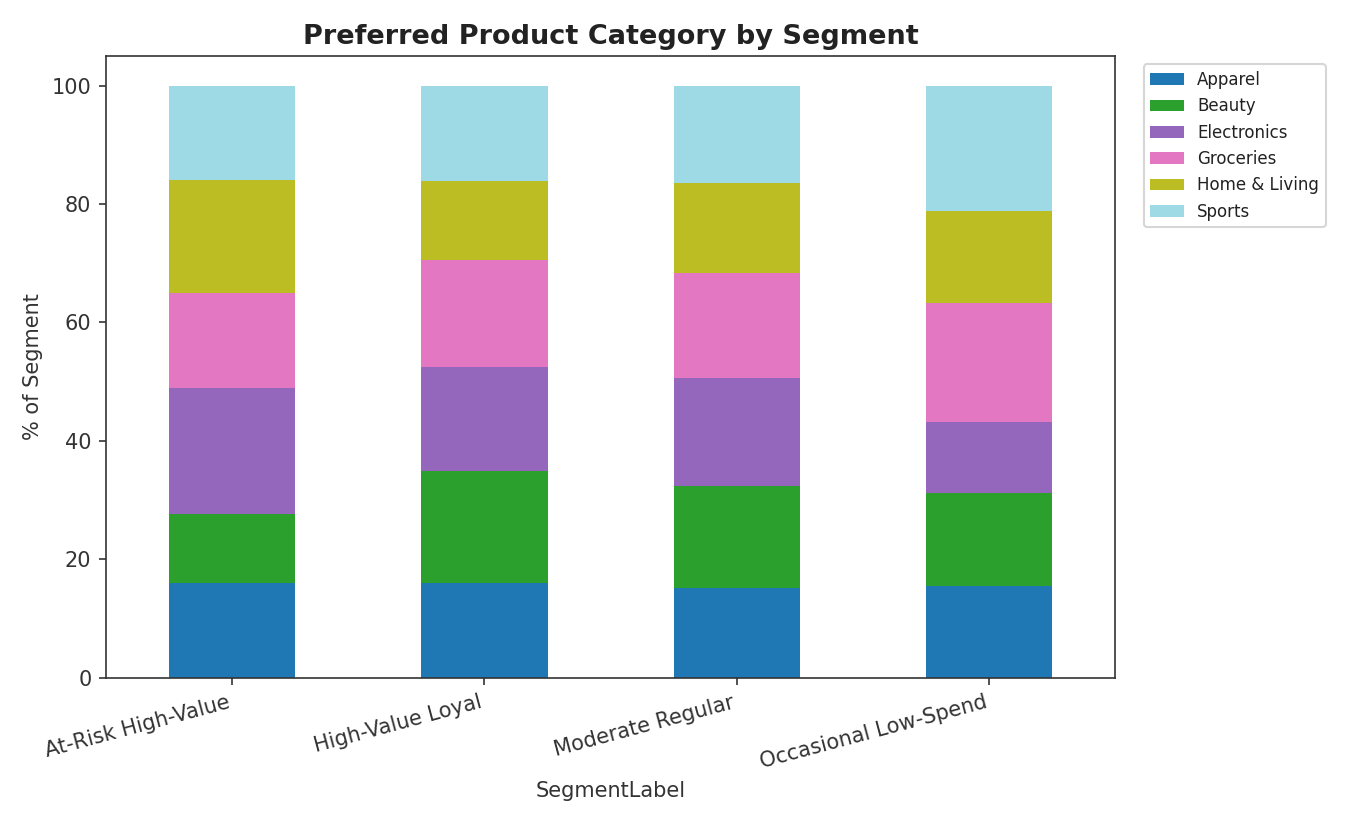 Preferred Product Category by Segment
Apparel
Beauty
Electronics
Groceries
Home & Living
Sports
% of Segment
100
80
60
40
20
0
At-Risk High-Value
High-Value Loyal
Moderate Regular
Occasional Low-Spend
SegmentLabel